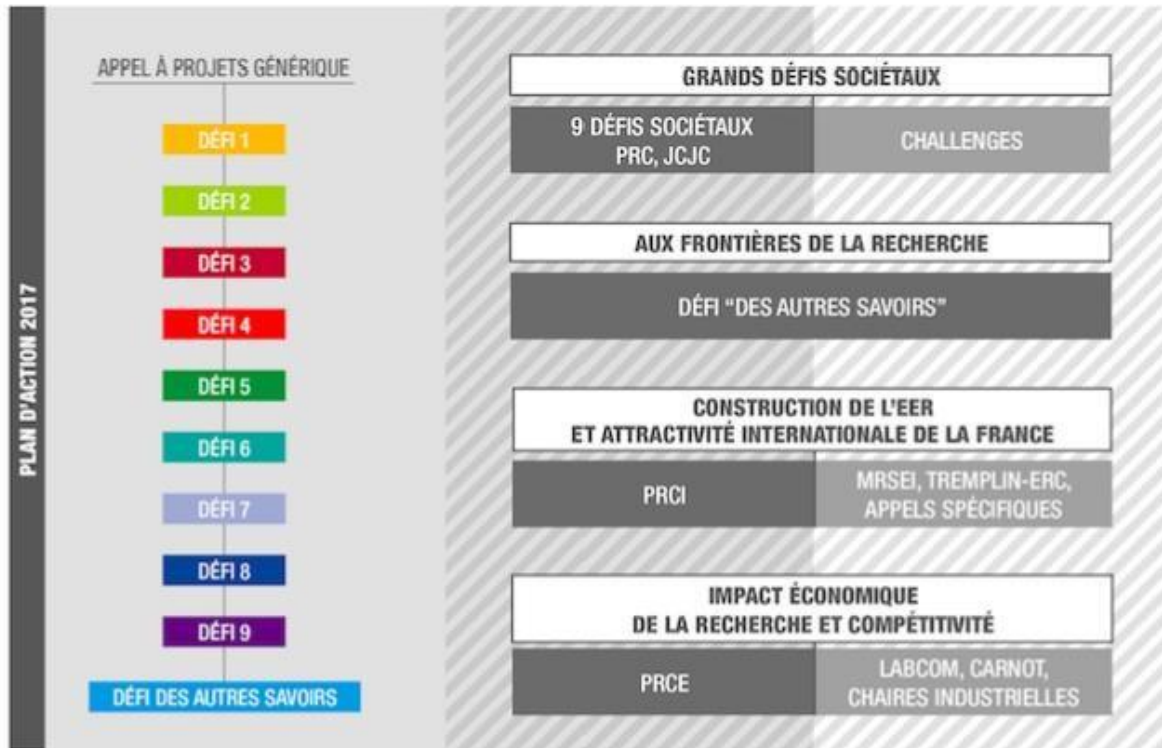 PLAN D'ACTION 2017
APPEL À PROJETS GÉNÉRIQUE
DÉFI 1
DÉFI 2
DÉFI 3
DÉFI 4
DÉFI 5
DÉFI 6
DÉFI 7
DÉFI 8
DÉFI 9
DÉFI DES AUTRES SAVOIRS
GRANDS DÉFIS SOCIÉTAUX
9 DÉFIS SOCIÉTAUX
PRC, JCJC
CHALLENGES
AUX FRONTIÈRES DE LA RECHERCHE
DÉFI “DES AUTRES SAVOIRS”
CONSTRUCTION DE L'EER
ET ATTRACTIVITÉ INTERNATIONALE DE LA FRANCE
PRCI
MRSEI, TREMPLIN-ERC,
APPELS SPÉCIFIQUES
IMPACT ÉCONOMIQUE
DE LA RECHERCHE ET COMPÉTITIVITÉ
PRCE
LABCOM, CARNOT,
CHAIRES INDUSTRIELLES